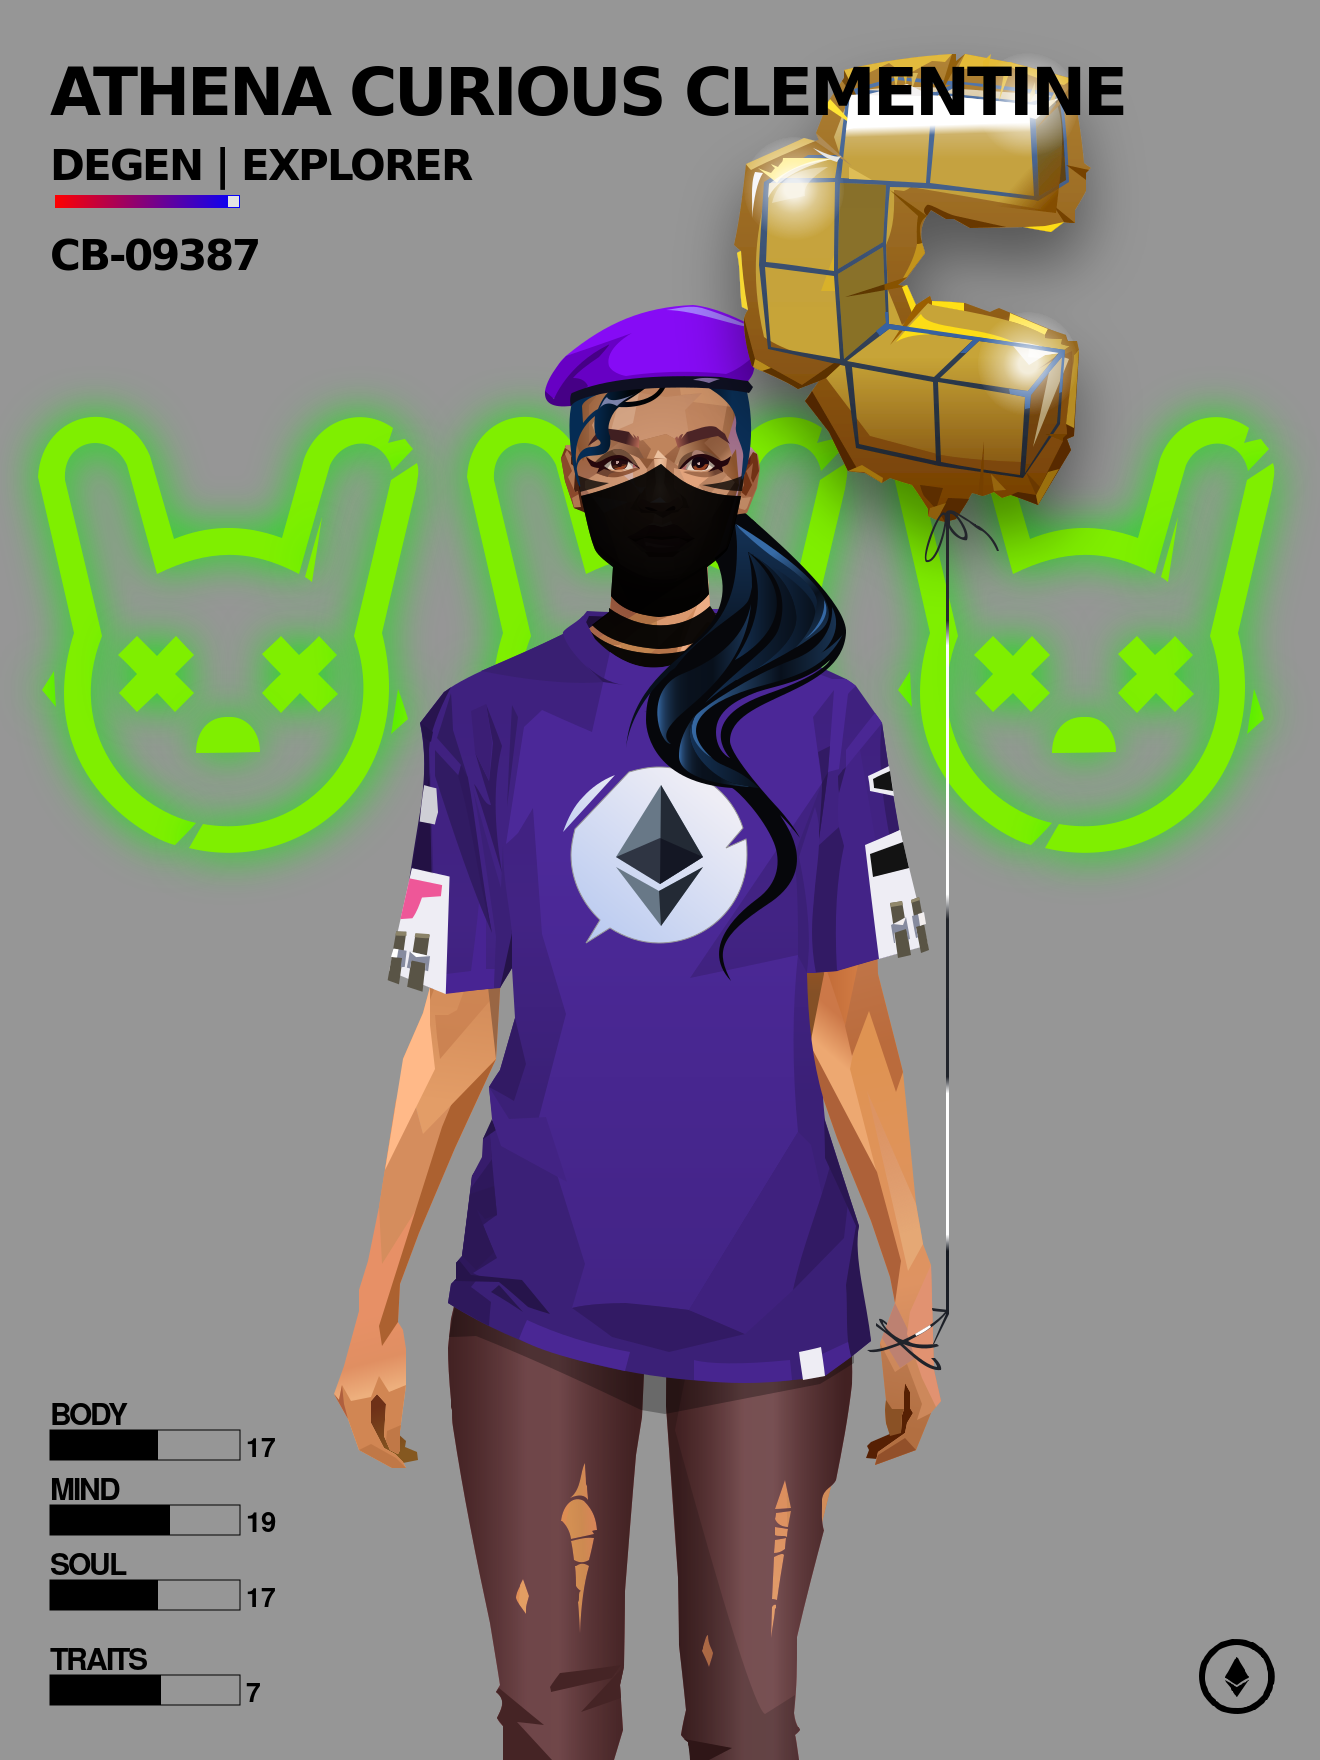 ATHENA CURIOUS CLEMENTINE
DEGEN | EXPLORER
CB-09387
BODY
17
MIND
19
SOUL
17
TRAITS
7